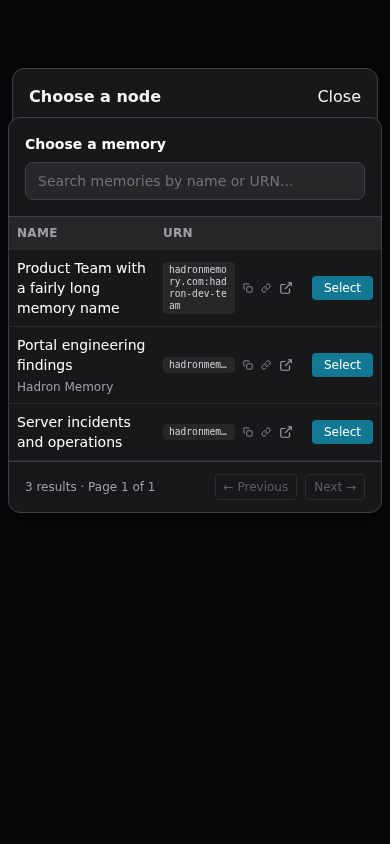 Choose a node
Close
Choose a memory
Search memories by name or URN...
NAME
URN
Product Team with
a fairly long
memory name
hadronmemo
ry.com:had
ron-dev-te
am
Select
Portal engineering
findings
Hadron Memory
hadronmem…
Select
Server incidents
and operations
hadronmem…
Select
3 results · Page 1 of 1
← Previous
Next →